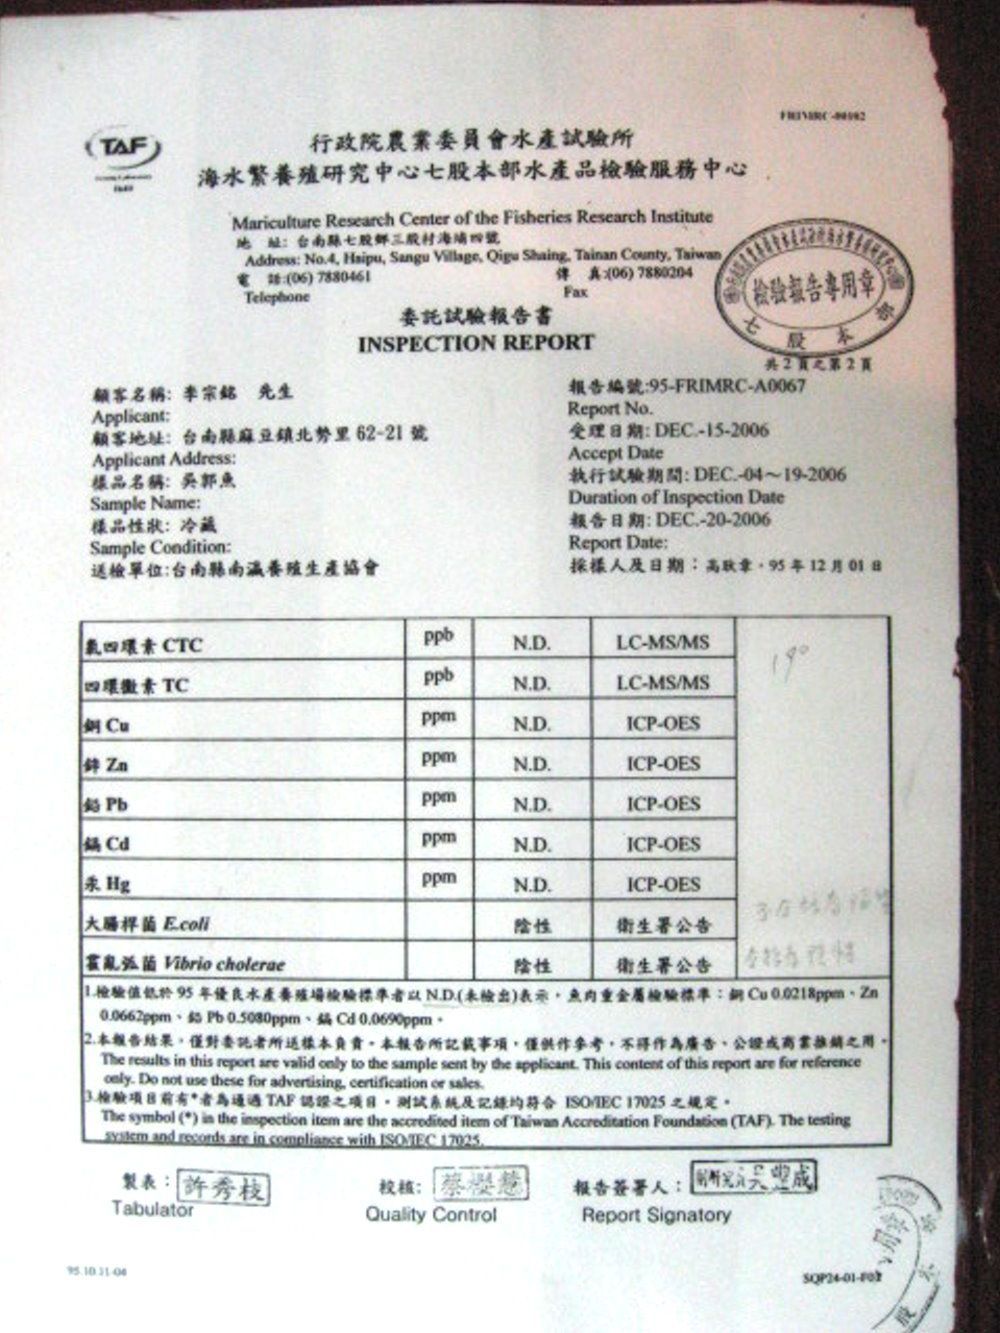 FRIMRC-00102
TAF
行政院農業委員會水產試驗所
海水繁養殖研究中心七股本部水產品檢驗服務中心
Mariculture Research Center of the Fisheries Research Institute
地 址: 台南縣七股鄉三股村海埔四號
Address: No.4, Haipu, Sangu Village, Qigu Shaing, Tainan County, Taiwan
電 話:(06) 7880461 傳 真:(06) 7880204
Telephone Fax
檢驗報告專用章
七股本部
委託試驗報告書
INSPECTION REPORT
共2頁之第2頁
顧客名稱: 李宗銘 先生
Applicant:
顧客地址: 台南縣麻豆鎮北勢里 62-21 號
Applicant Address:
樣品名稱: 吳郭魚
Sample Name:
樣品性狀: 冷藏
Sample Condition:
送檢單位:台南縣南瀛養殖生產協會
報告編號:95-FRIMRC-A0067
Report No.
受理日期: DEC.-15-2006
Accept Date
執行試驗期間: DEC.-04～19-2006
Duration of Inspection Date
報告日期: DEC.-20-2006
Report Date:
採樣人及日期：高耿章，95 年 12 月 01 日
氯四環素 CTC ppb N.D. LC-MS/MS
四環黴素 TC ppb N.D. LC-MS/MS
銅 Cu ppm N.D. ICP-OES
鋅 Zn ppm N.D. ICP-OES
鉛 Pb ppm N.D. ICP-OES
鎘 Cd ppm N.D. ICP-OES
汞 Hg ppm N.D. ICP-OES
大腸桿菌 E.coli 陰性 衛生署公告
霍亂弧菌 Vibrio cholerae 陰性 衛生署公告
1.檢驗值低於 95 年優良水產養殖場檢驗標準者以 N.D.(未檢出)表示，魚肉重金屬檢驗標準：銅 Cu 0.0218ppm、Zn
0.0662ppm、鉛 Pb 0.5080ppm、鎘 Cd 0.0690ppm。
2.本報告結果，僅對委託者所送樣本負責。本報告所記載事項，僅供作參考，不得作為廣告、公證或商業推銷之用。
The results in this report are valid only to the sample sent by the applicant. This content of this report are for reference
only. Do not use these for advertising, certification or sales.
3.檢驗項目前有*者為通過 TAF 認證之項目，測試系統及記錄均符合 ISO/IEC 17025 之規定。
The symbol (*) in the inspection item are the accredited item of Taiwan Accreditation Foundation (TAF). The testing
system and records are in compliance with ISO/IEC 17025.
製表：許秀枝
Tabulator
校核：蔡慧
Quality Control
報告簽署人：吳豐成
Report Signatory
95.10.11-04
SQP24-01-F02